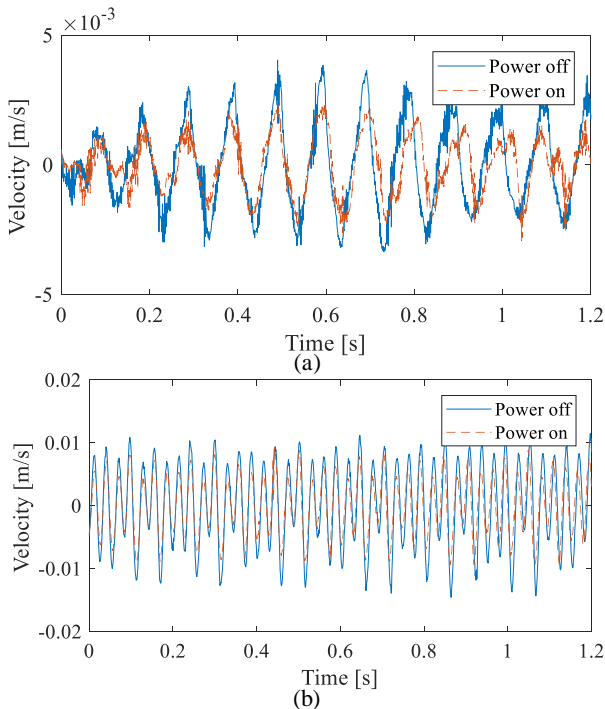 ×10⁻³
5
0
-5
Velocity [m/s]
Power off
Power on
0 0.2 0.4 0.6 0.8 1 1.2
Time [s]
(a)
0.02
0.01
0
-0.01
-0.02
Velocity [m/s]
Power off
Power on
0 0.2 0.4 0.6 0.8 1 1.2
Time [s]
(b)